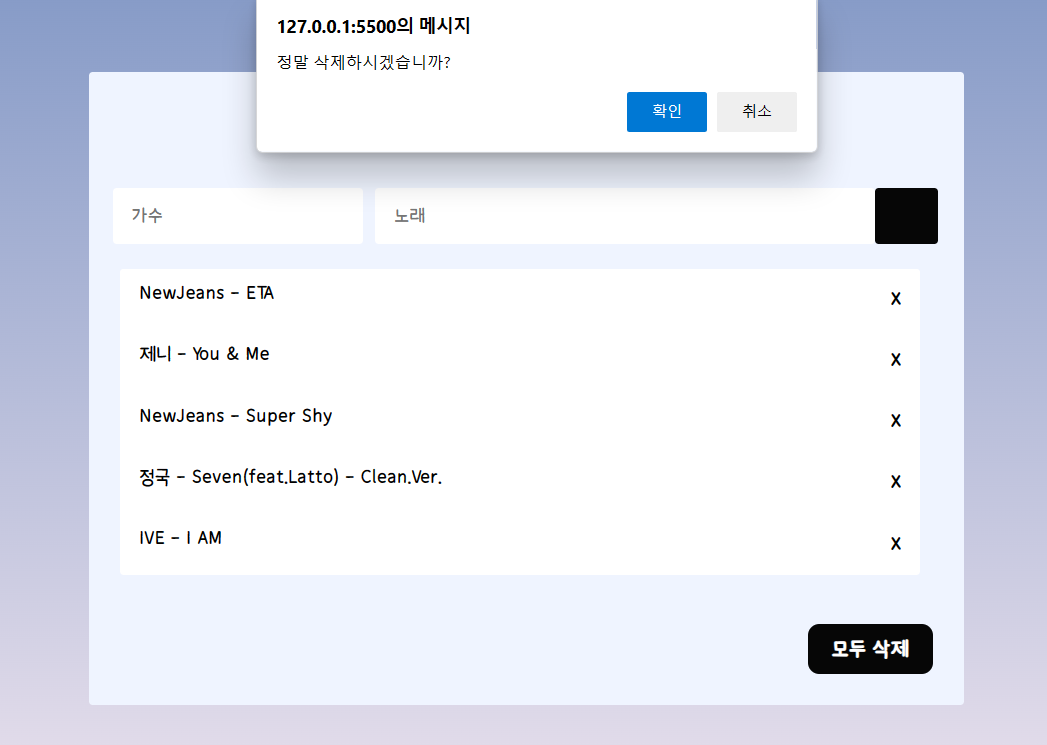 127.0.0.1:5500의 메시지
정말 삭제하시겠습니까?
확인 취소
가수 노래
NewJeans - ETA X
제니 - You & Me X
NewJeans - Super Shy X
정국 - Seven(feat.Latto) - Clean.Ver. X
IVE - I AM X
모두 삭제